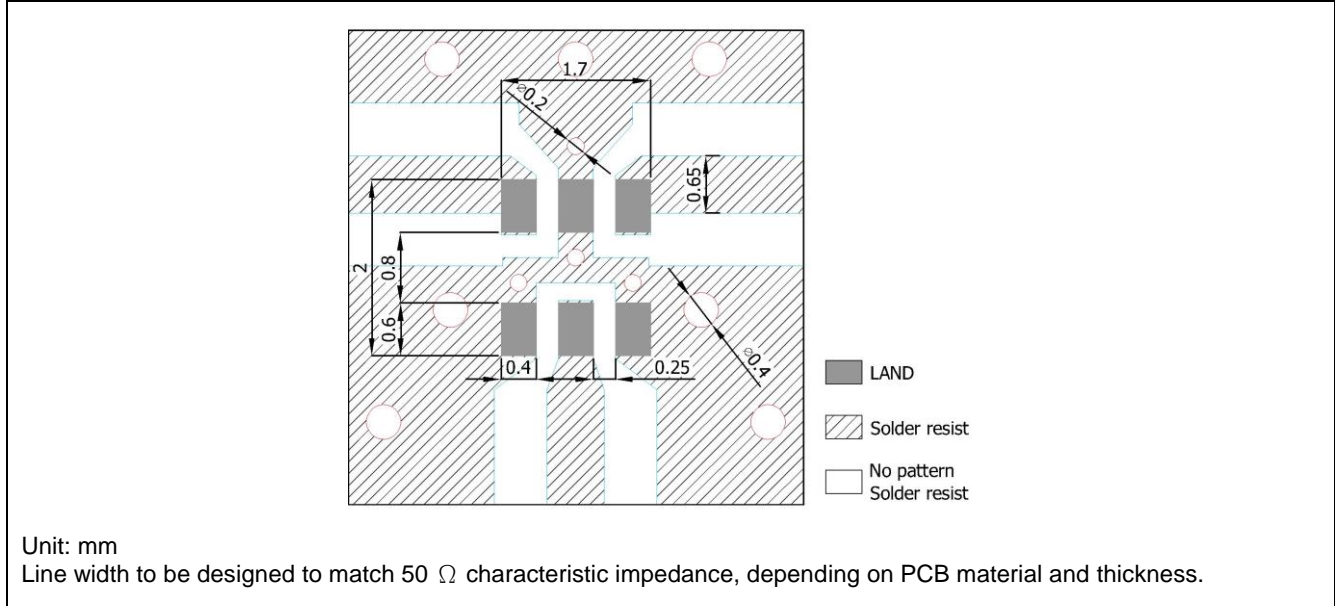 1.7
⌀0.2
0.65
2
0.8
0.6
0.4
0.25
⌀0.4
LAND
Solder resist
No pattern
Solder resist
Unit: mm
Line width to be designed to match 50 Ω characteristic impedance, depending on PCB material and thickness.